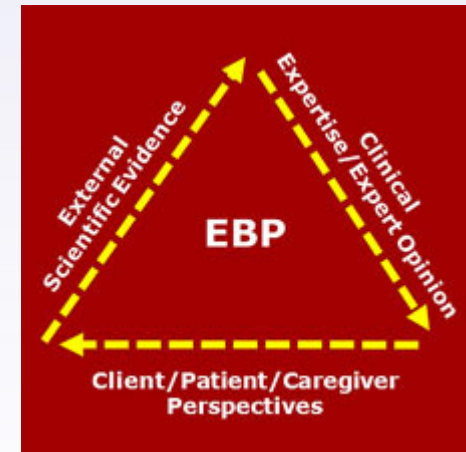 External
Scientific Evidence
Clinical
Expertise/Expert Opinion
EBP
Client/Patient/Caregiver
Perspectives